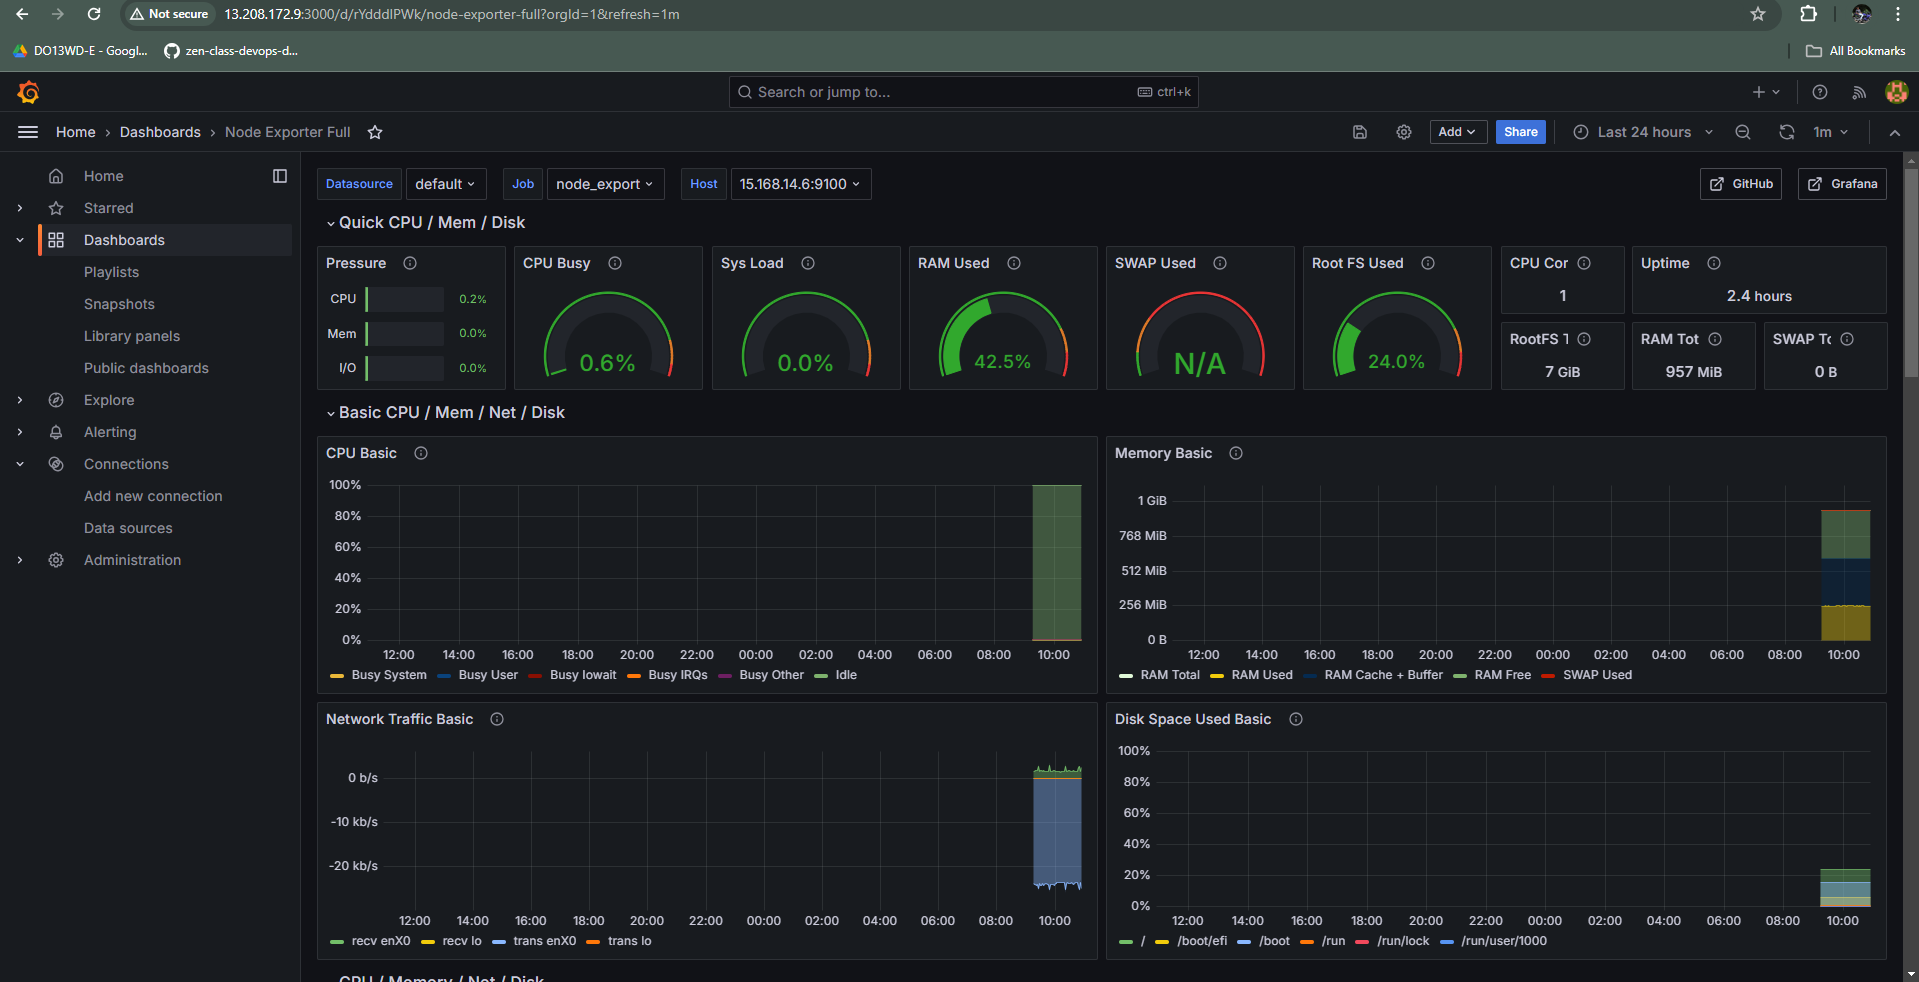 Not secure 13.208.172.9:3000/d/rYdddlPWk/node-exporter-full?orgId=1&refresh=1m
DO13WD-E - Googl... zen-class-devops-d... All Bookmarks
Search or jump to... ctrl+k
Home › Dashboards › Node Exporter Full Add Share Last 24 hours 1m
Home
Starred
Dashboards
Playlists
Snapshots
Library panels
Public dashboards
Explore
Alerting
Connections
Add new connection
Data sources
Administration
Datasource default Job node_export Host 15.168.14.6:9100 GitHub Grafana
Quick CPU / Mem / Disk
Pressure
CPU 0.2%
Mem 0.0%
I/O 0.0%
CPU Busy
0.6%
Sys Load
0.0%
RAM Used
42.5%
SWAP Used
N/A
Root FS Used
24.0%
CPU Cor
1
Uptime
2.4 hours
RootFS T
7 GiB
RAM Tot
957 MiB
SWAP To
0 B
Basic CPU / Mem / Net / Disk
CPU Basic
100%
80%
60%
40%
20%
0%
12:00 14:00 16:00 18:00 20:00 22:00 00:00 02:00 04:00 06:00 08:00 10:00
Busy System Busy User Busy Iowait Busy IRQs Busy Other Idle
Memory Basic
1 GiB
768 MiB
512 MiB
256 MiB
0 B
12:00 14:00 16:00 18:00 20:00 22:00 00:00 02:00 04:00 06:00 08:00 10:00
RAM Total RAM Used RAM Cache + Buffer RAM Free SWAP Used
Network Traffic Basic
0 b/s
-10 kb/s
-20 kb/s
12:00 14:00 16:00 18:00 20:00 22:00 00:00 02:00 04:00 06:00 08:00 10:00
recv enX0 recv lo trans enX0 trans lo
Disk Space Used Basic
100%
80%
60%
40%
20%
0%
12:00 14:00 16:00 18:00 20:00 22:00 00:00 02:00 04:00 06:00 08:00 10:00
/ /boot/efi /boot /run /run/lock /run/user/1000
CPU / Memory / Net / Disk